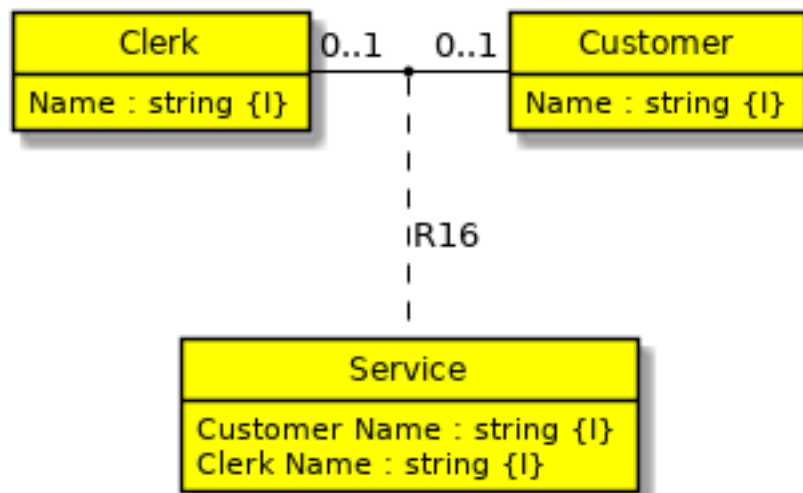 Clerk
0..1
0..1
Customer
Name : string {I}
Name : string {I}
R16
Service
Customer Name : string {I}
Clerk Name : string {I}